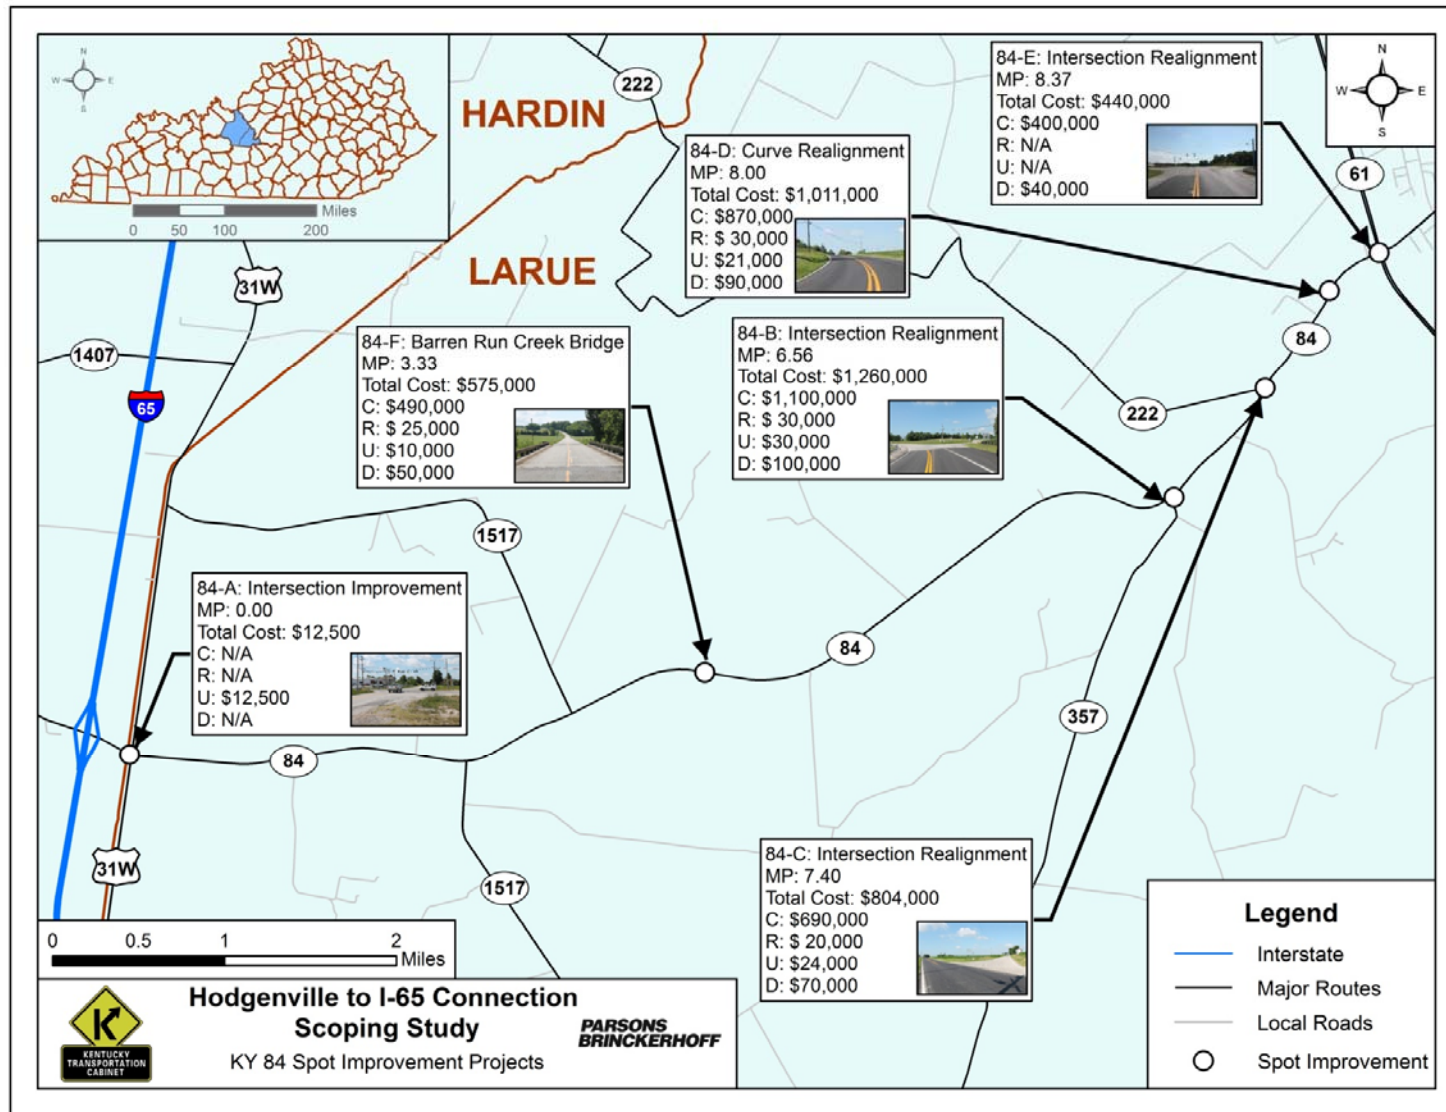 N
W
E
S
Miles
0
50
100
200
HARDIN
LARUE
222
84-E: Intersection Realignment
MP: 8.37
Total Cost: $440,000
C: $400,000
R: N/A
U: N/A
D: $40,000
N
W
E
S
61
84-D: Curve Realignment
MP: 8.00
Total Cost: $1,011,000
C: $870,000
R: $ 30,000
U: $21,000
D: $90,000
31W
1407
65
84-F: Barren Run Creek Bridge
MP: 3.33
Total Cost: $575,000
C: $490,000
R: $ 25,000
U: $10,000
D: $50,000
84-B: Intersection Realignment
MP: 6.56
Total Cost: $1,260,000
C: $1,100,000
R: $ 30,000
U: $30,000
D: $100,000
84
222
1517
84-A: Intersection Improvement
MP: 0.00
Total Cost: $12,500
C: N/A
R: N/A
U: $12,500
D: N/A
84
357
84
31W
1517
84-C: Intersection Realignment
MP: 7.40
Total Cost: $804,000
C: $690,000
R: $ 20,000
U: $24,000
D: $70,000
0
0.5
1
2
Miles
Hodgenville to I-65 Connection
Scoping Study
KY 84 Spot Improvement Projects
KENTUCKY
TRANSPORTATION
CABINET
PARSONS
BRINCKERHOFF
Legend
Interstate
Major Routes
Local Roads
Spot Improvement